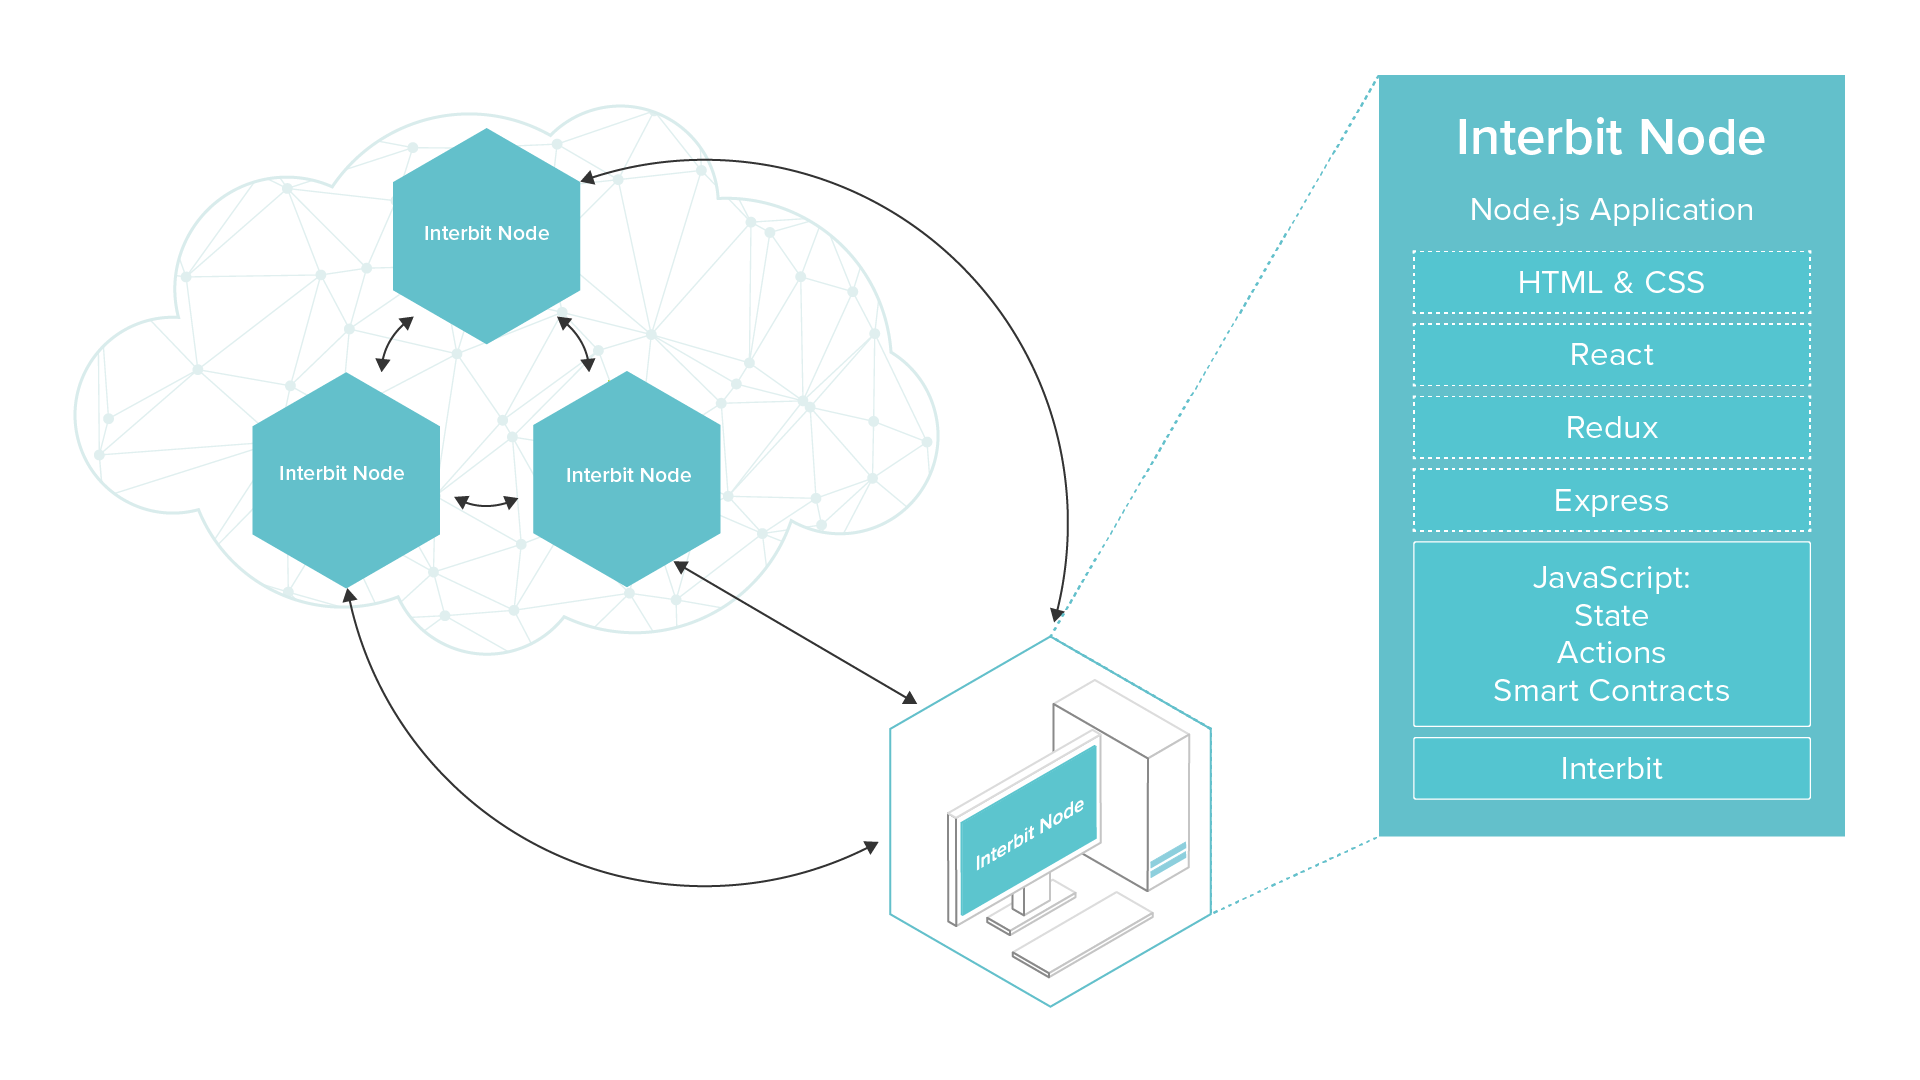 Interbit Node
Interbit Node
Interbit Node
Interbit Node
Interbit Node
Node.js Application
HTML & CSS
React
Redux
Express
JavaScript:
State
Actions
Smart Contracts
Interbit